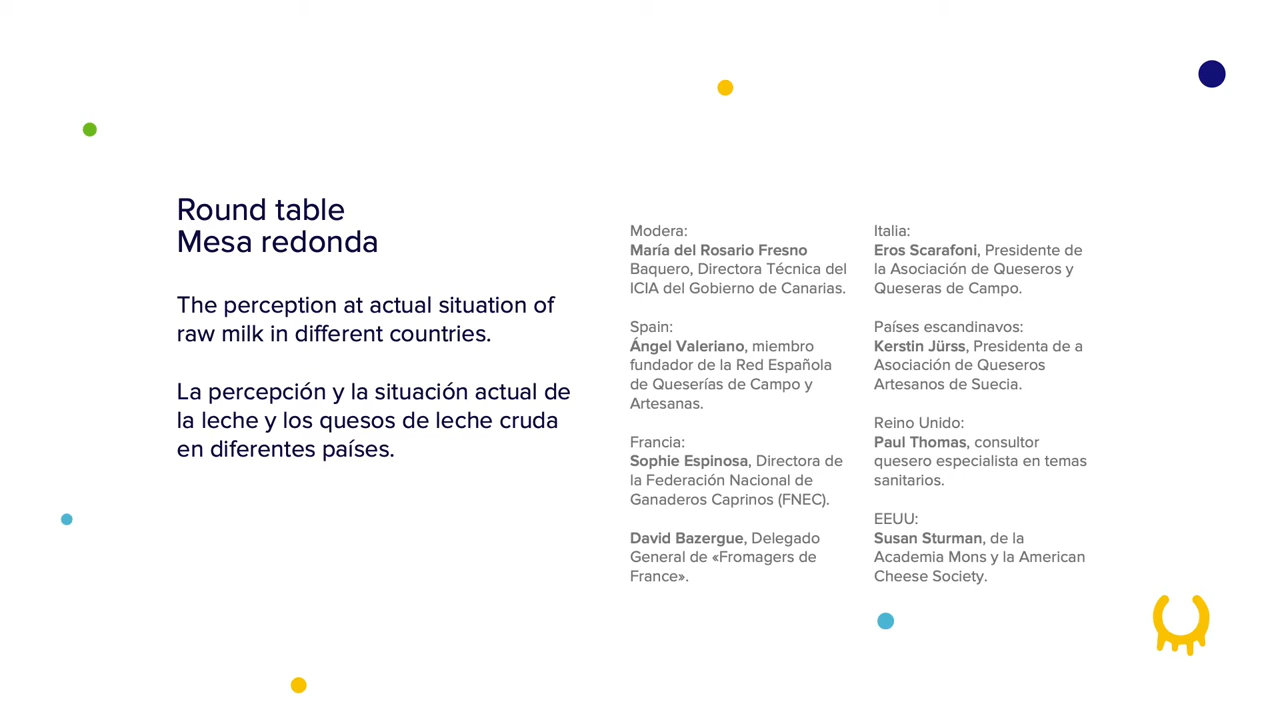 Round table
Mesa redonda
The perception at actual situation of
raw milk in different countries.
La percepción y la situación actual de
la leche y los quesos de leche cruda
en diferentes países.
Modera:
María del Rosario Fresno
Baquero, Directora Técnica del
ICIA del Gobierno de Canarias.
Spain:
Ángel Valeriano, miembro
fundador de la Red Española
de Queserías de Campo y
Artesanas.
Francia:
Sophie Espinosa, Directora de
la Federación Nacional de
Ganaderos Caprinos (FNEC).
David Bazergue, Delegado
General de «Fromagers de
France».
Italia:
Eros Scarafoni, Presidente de
la Asociación de Queseros y
Queseras de Campo.
Países escandinavos:
Kerstin Jürss, Presidenta de a
Asociación de Queseros
Artesanos de Suecia.
Reino Unido:
Paul Thomas, consultor
quesero especialista en temas
sanitarios.
EEUU:
Susan Sturman, de la
Academia Mons y la American
Cheese Society.